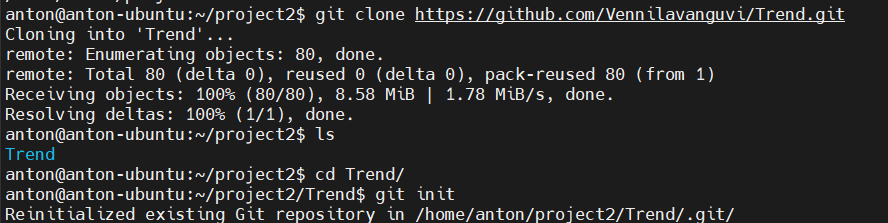 anton@anton-ubuntu:~/project2$ git clone https://github.com/Vennilavanguvi/Trend.git
Cloning into 'Trend'...
remote: Enumerating objects: 80, done.
remote: Total 80 (delta 0), reused 0 (delta 0), pack-reused 80 (from 1)
Receiving objects: 100% (80/80), 8.58 MiB | 1.78 MiB/s, done.
Resolving deltas: 100% (1/1), done.
anton@anton-ubuntu:~/project2$ ls
Trend
anton@anton-ubuntu:~/project2$ cd Trend/
anton@anton-ubuntu:~/project2/Trend$ git init
Reinitialized existing Git repository in /home/anton/project2/Trend/.git/